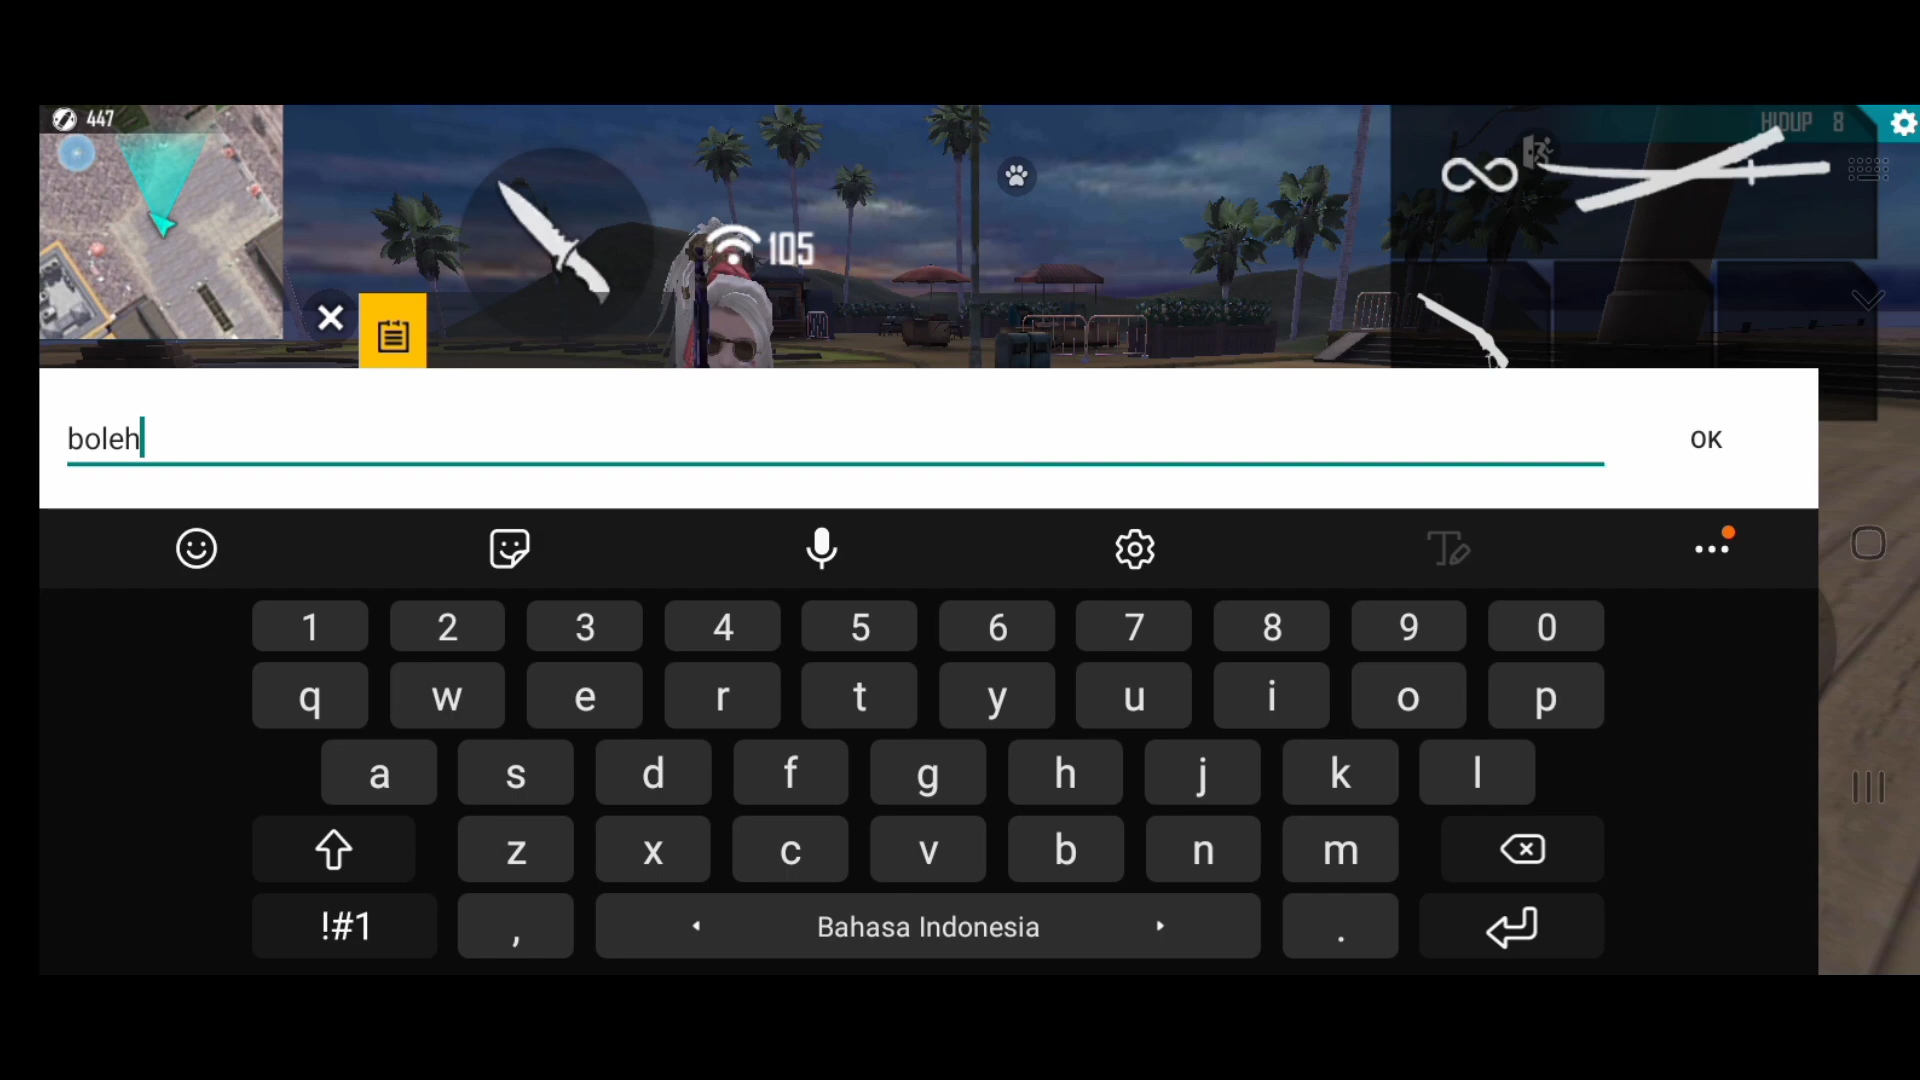 447
HIDUP 8
105
boleh
OK
1 2 3 4 5 6 7 8 9 0
q w e r t y u i o p
a s d f g h j k l
z x c v b n m
!#1 , Bahasa Indonesia .